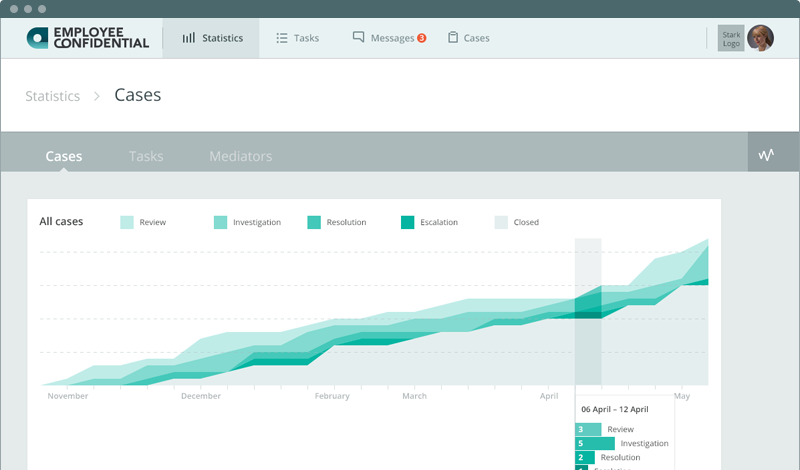 EMPLOYEE
CONFIDENTIAL
Statistics
Tasks
Messages 3
Cases
Stark
Logo
Statistics > Cases
Cases
Tasks
Mediators
All cases
Review
Investigation
Resolution
Escalation
Closed
November
December
February
March
April
May
06 April – 12 April
3 Review
5 Investigation
2 Resolution